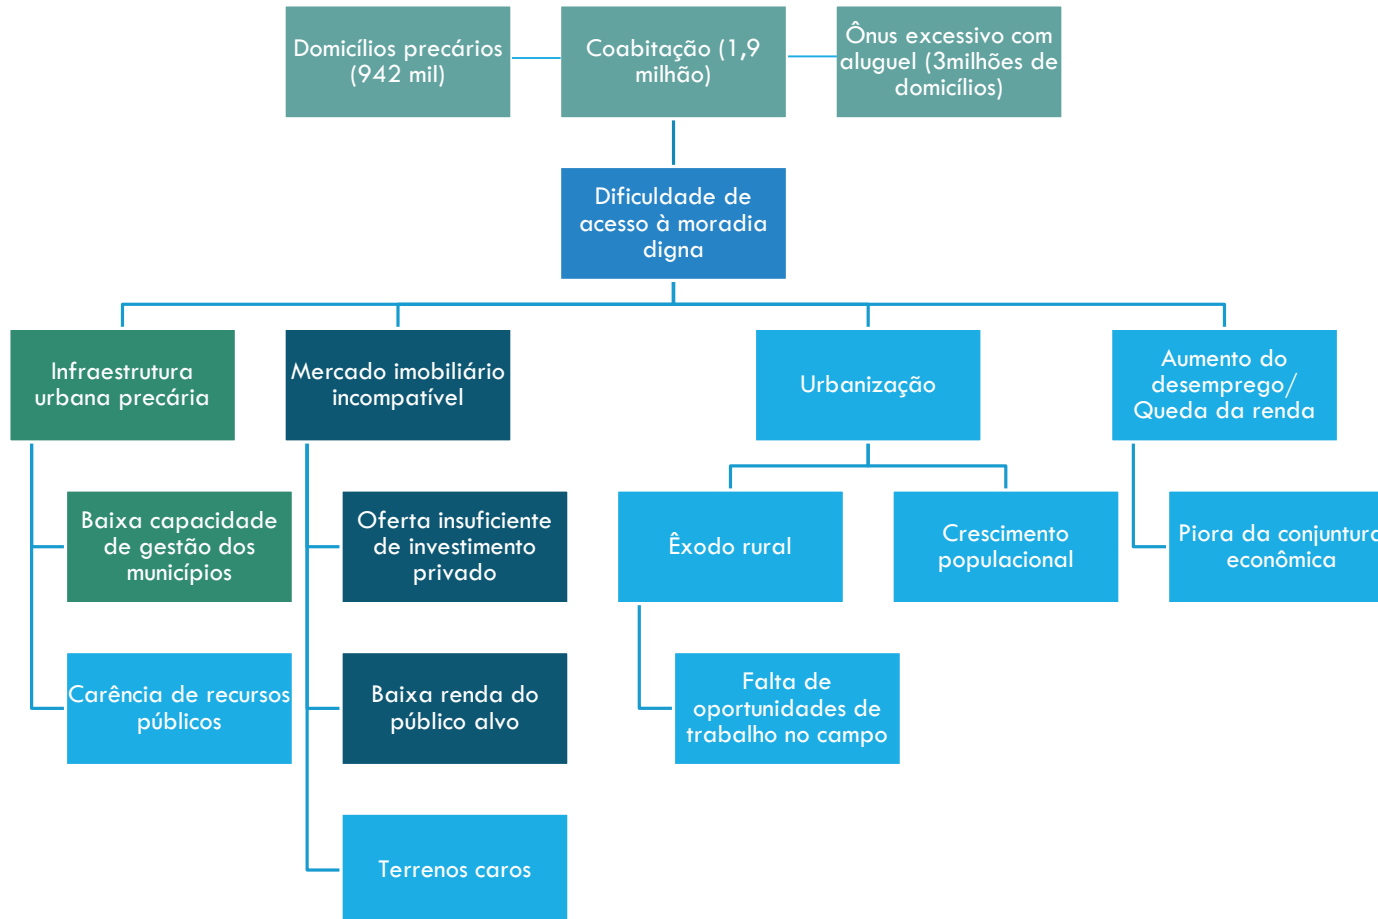 Domicílios precários
(942 mil)
Coabitação (1,9
milhão)
Ônus excessivo com
aluguel (3milhões de
domicílios)
Dificuldade de
acesso à moradia
digna
Infraestrutura
urbana precária
Mercado imobiliário
incompatível
Urbanização
Aumento do
desemprego/
Queda da renda
Baixa capacidade
de gestão dos
municípios
Oferta insuficiente
de investimento
privado
Êxodo rural
Crescimento
populacional
Piora da conjuntura
econômica
Carência de recursos
públicos
Baixa renda do
público alvo
Falta de
oportunidades de
trabalho no campo
Terrenos caros